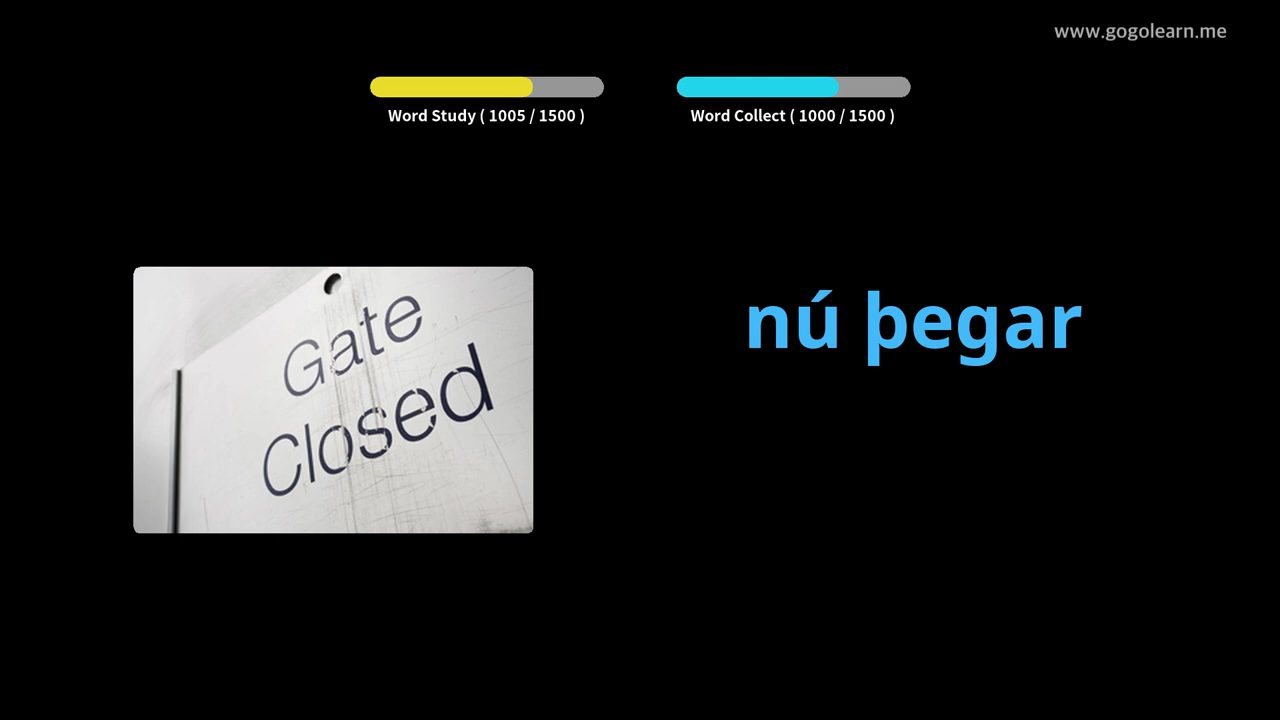 www.gogolearn.me
Word Study ( 1005 / 1500 )
Word Collect ( 1000 / 1500 )
Gate
Closed
nú þegar